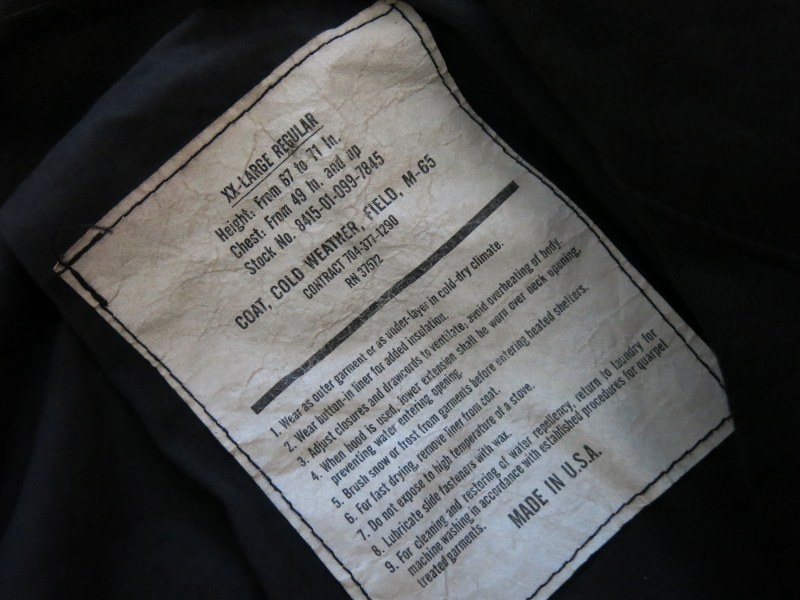 XX-LARGE REGULAR
Height: From 67 to 71 In.
Chest: From 49 In. and up
Stock No. 8415-01-099-7845
COAT, COLD WEATHER, FIELD, M-65
CONTRACT 704-377-1290
RN 37572
1. Wear as outer garment or as under-layer in cold-dry climate.
2. Wear button-in liner for added insulation.
3. Adjust closures and drawcords to ventilate; avoid overheating of body
4. When hood is used, lower extension shall be worn over neck opening,
preventing water entering opening.
5. Brush snow or frost from garments before entering heated shelters.
6. For fast drying, remove liner from coat.
7. Do not expose to high temperature of a stove.
8. Lubricate slide fasteners with wax.
9. For cleaning and restoring of water repellency, return to laundry for
machine washing in accordance with established procedures for quarpel
treated garments.
MADE IN U.S.A.